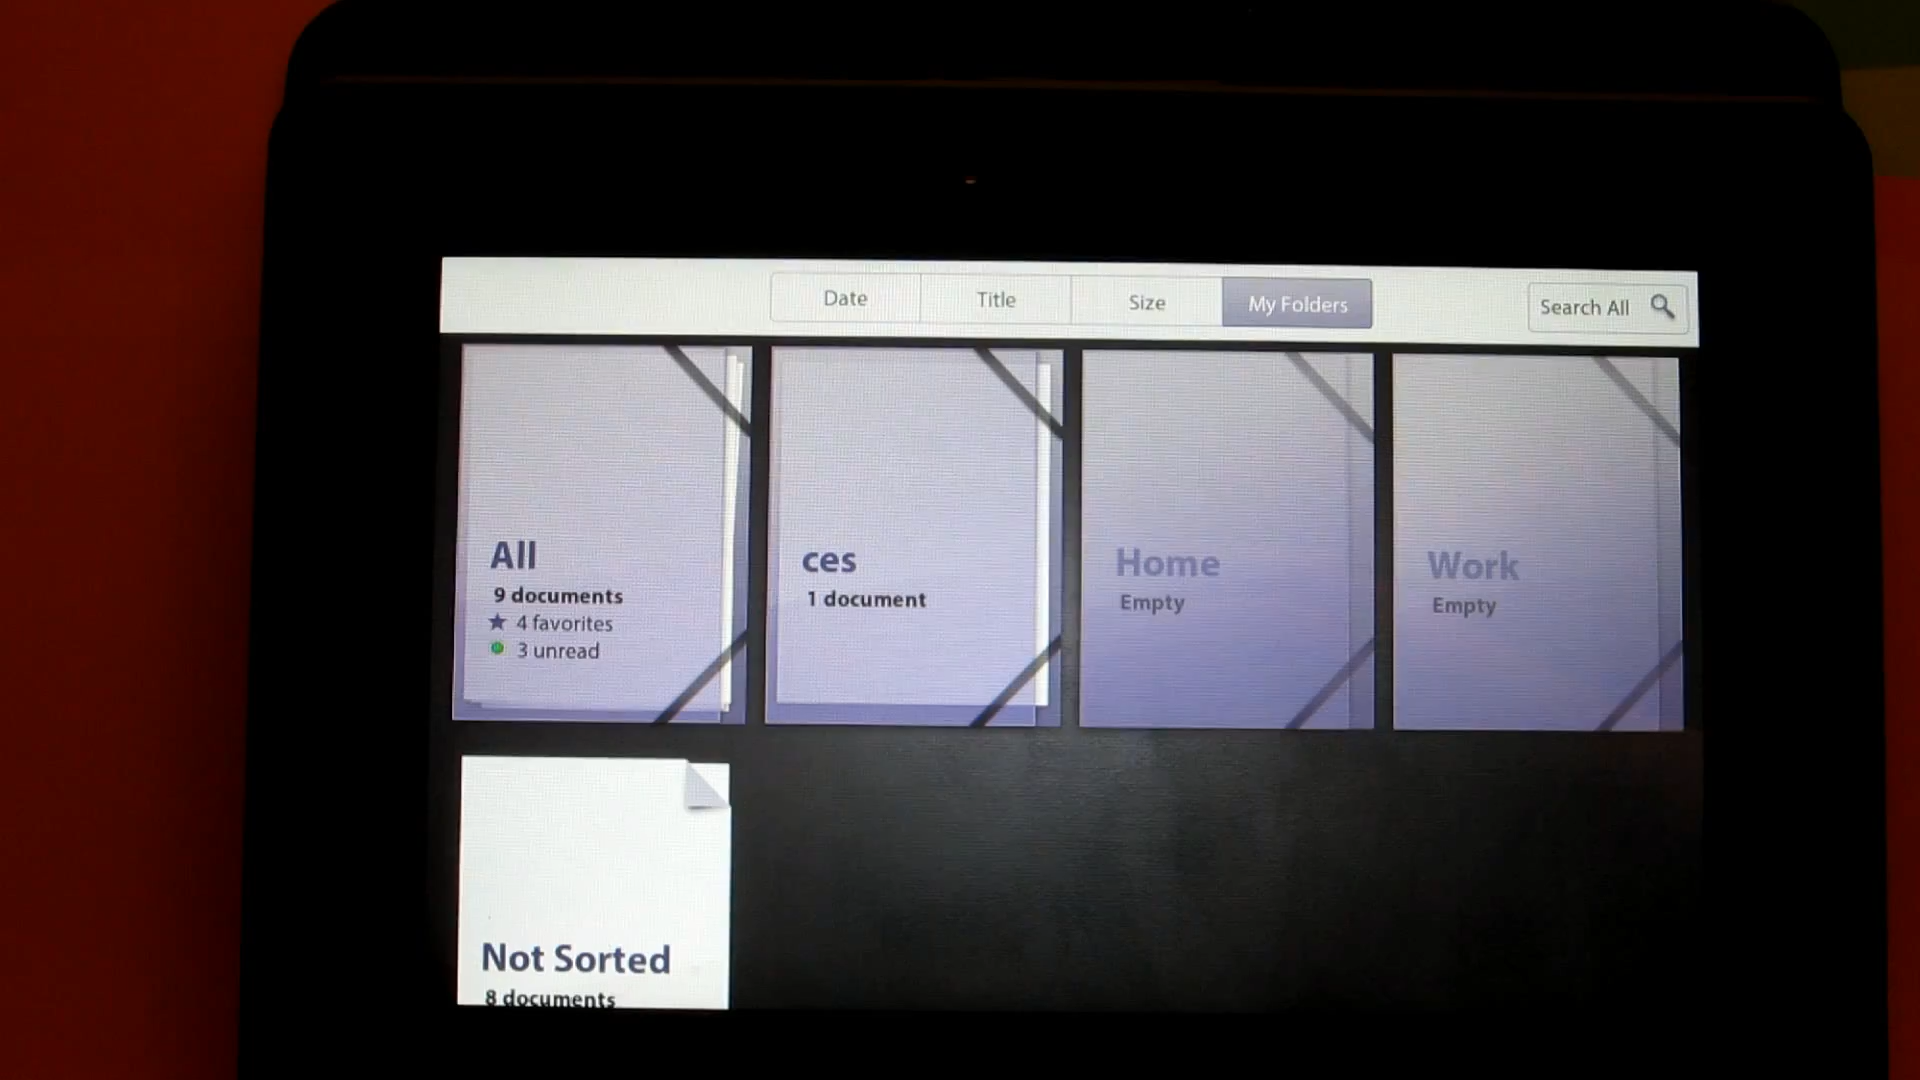 Date
Title
Size
My Folders
Search All
All
9 documents
4 favorites
3 unread
ces
1 document
Home
Empty
Work
Empty
Not Sorted
8 documents